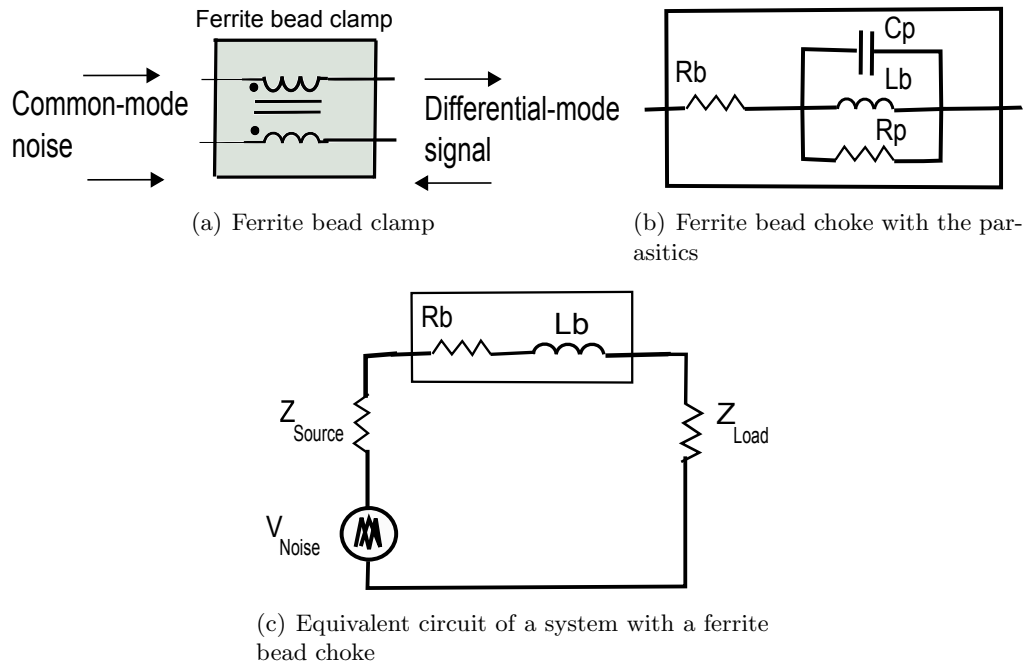 Ferrite bead clamp
Common-mode
noise
Differential-mode
signal
(a) Ferrite bead clamp
Cp
Rb
Lb
Rp
(b) Ferrite bead choke with the par-
asitics
Rb
Lb
Z Source
Z Load
V Noise
(c) Equivalent circuit of a system with a ferrite
bead choke